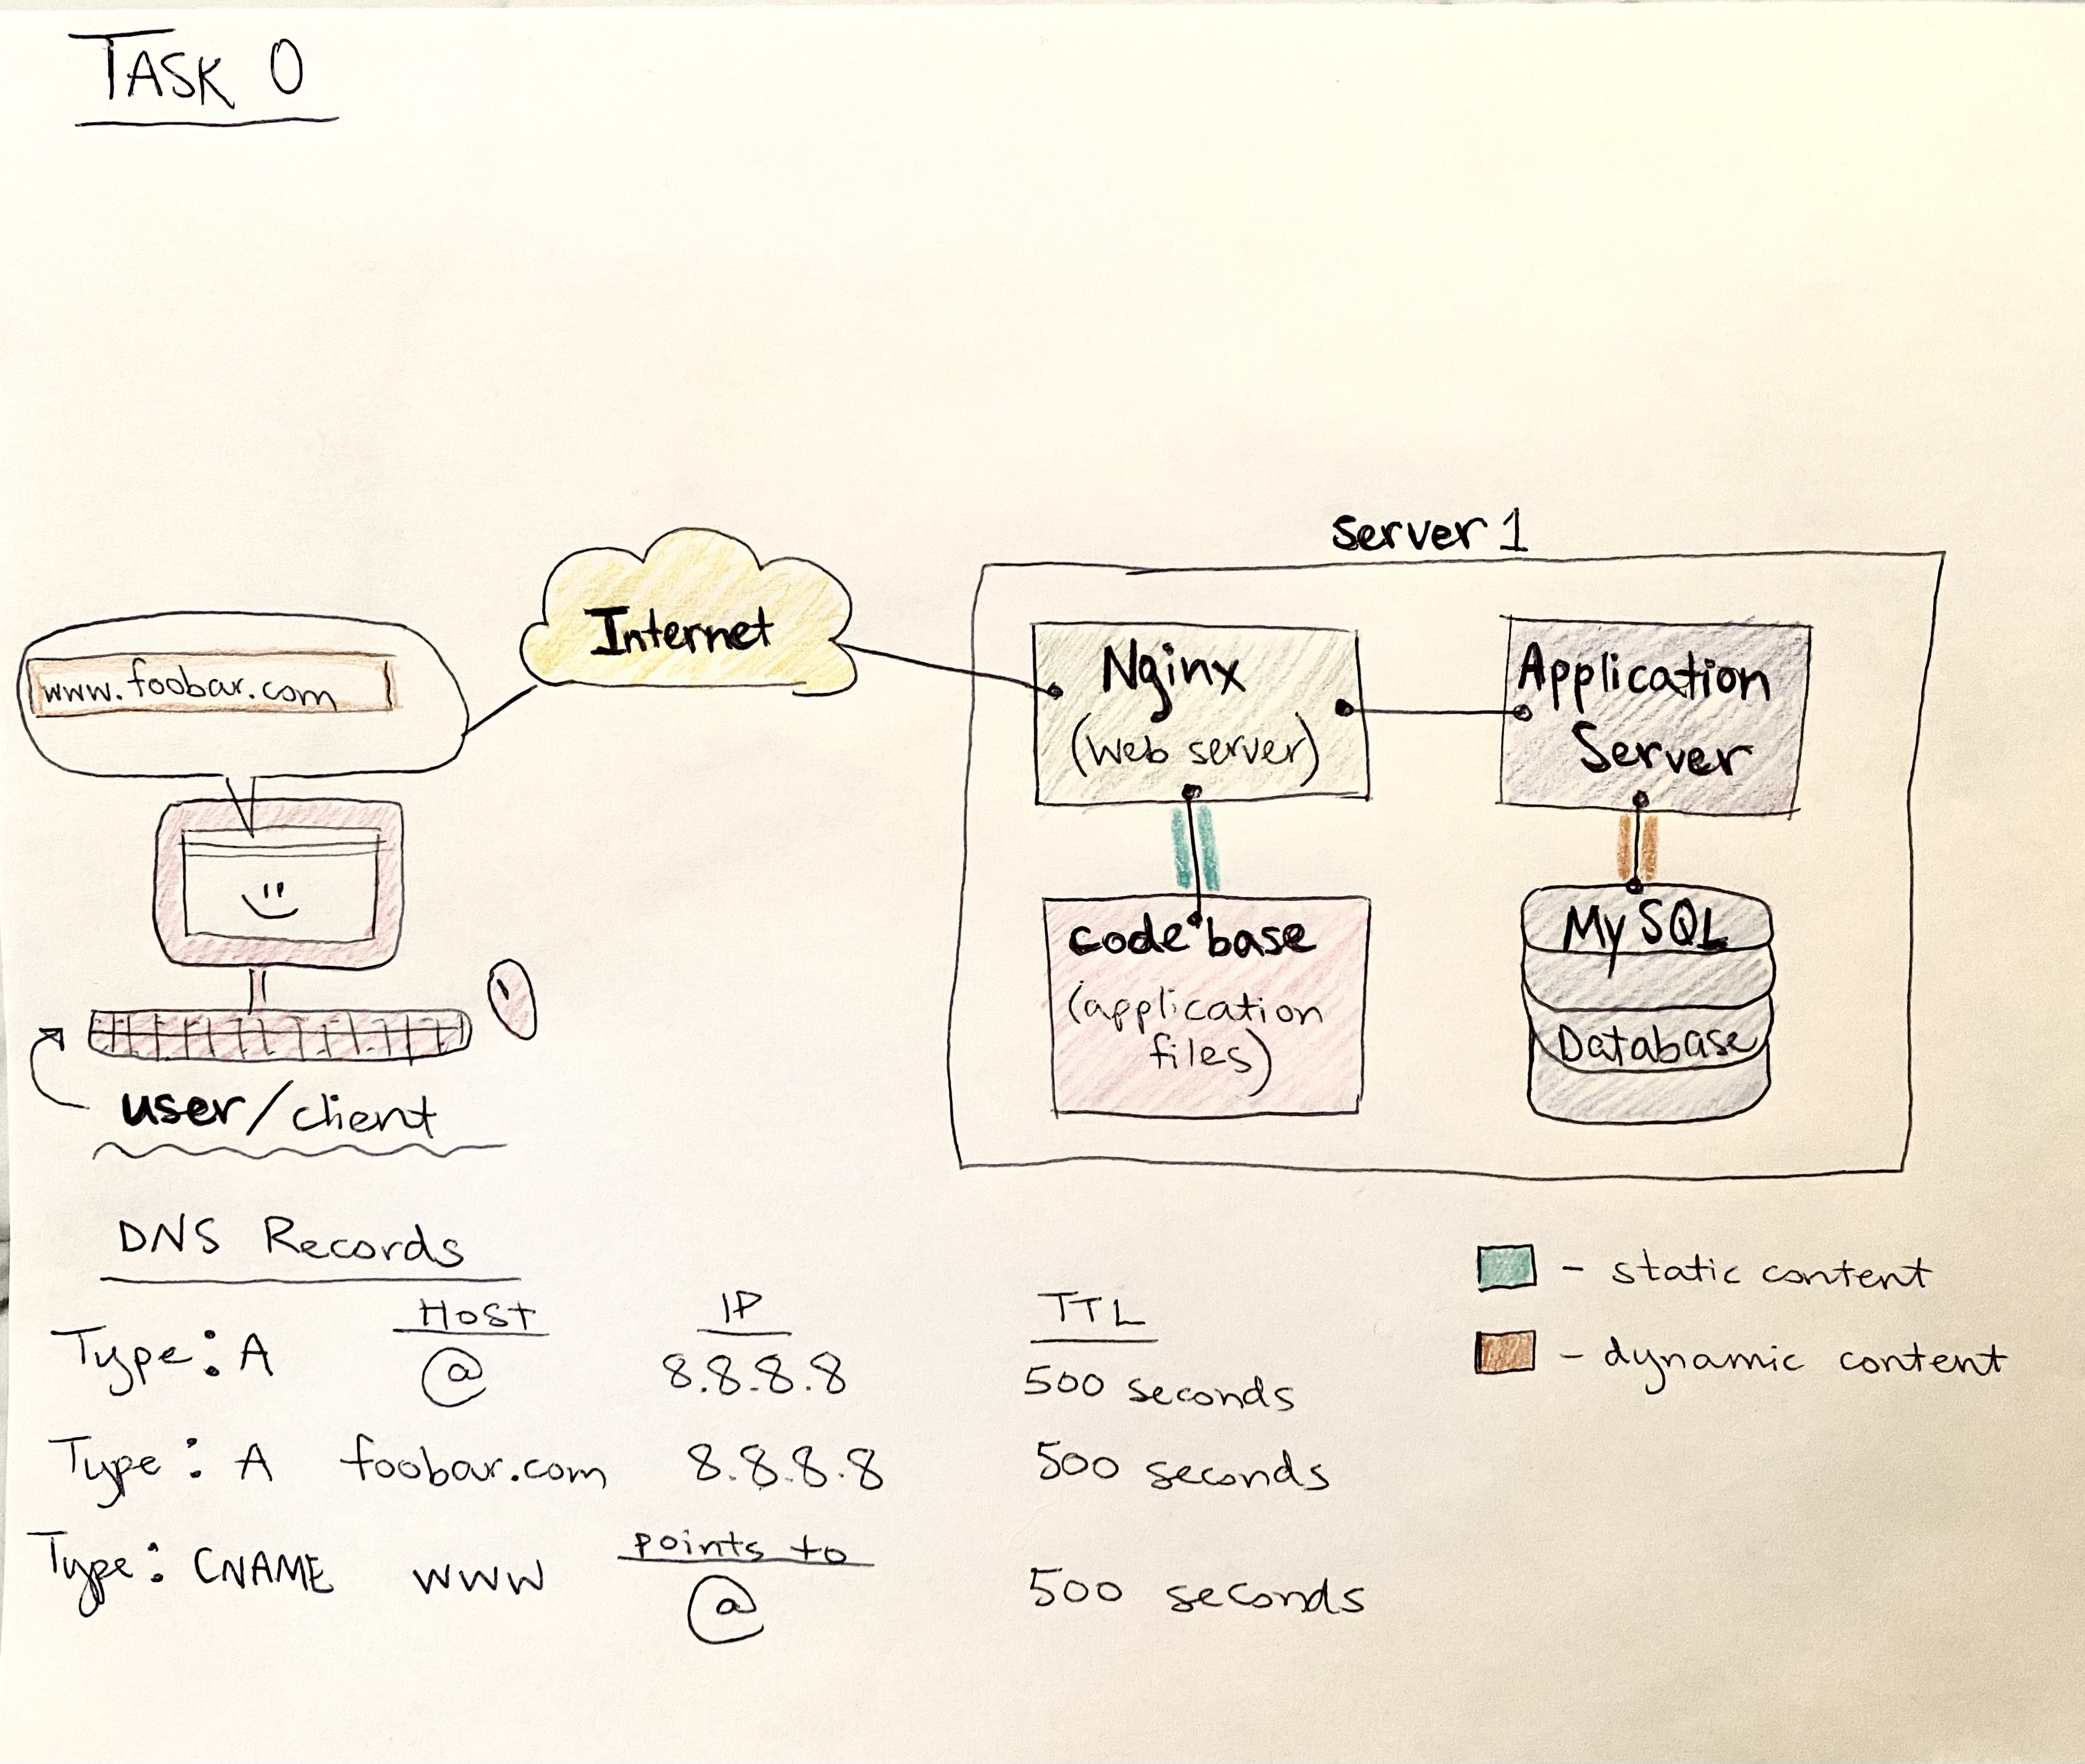 TASK 0
server 1
Internet
www.foobar.com
Nginx
(web server)
Application
Server
codebase
(application
files)
MySQL
Database
user/client
DNS Records
- static content
- dynamic content
HOST IP TTL
Type: A @ 8.8.8.8 500 seconds
Type: A foobar.com 8.8.8.8 500 seconds
points to
Type: CNAME www @ 500 seconds